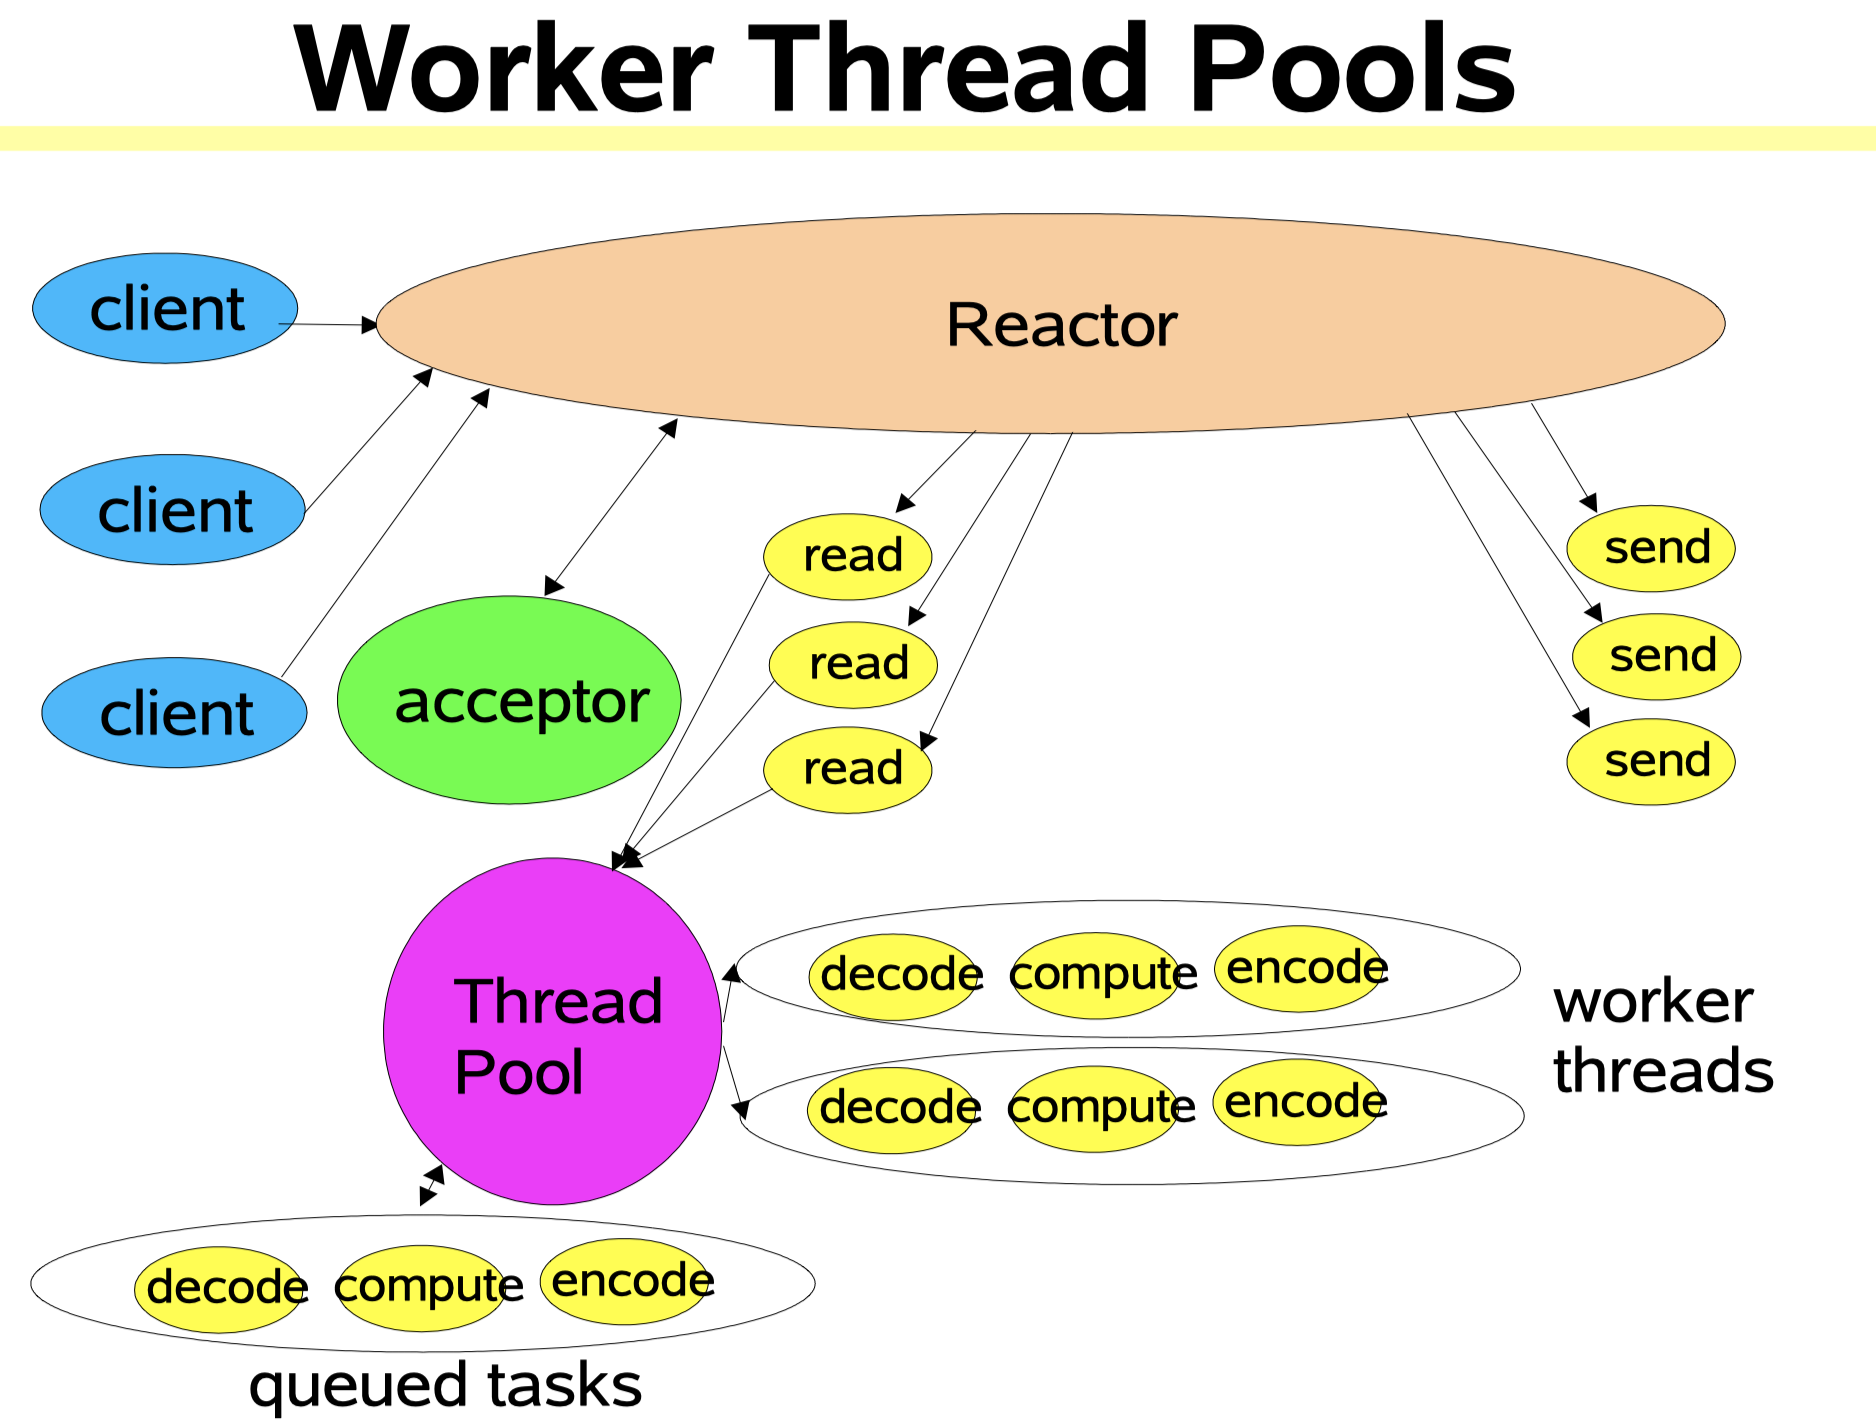 Worker Thread Pools
client
Reactor
client
client
acceptor
read
read
read
send
send
send
Thread
Pool
decode compute encode
decode compute encode
worker
threads
decode compute encode
queued tasks